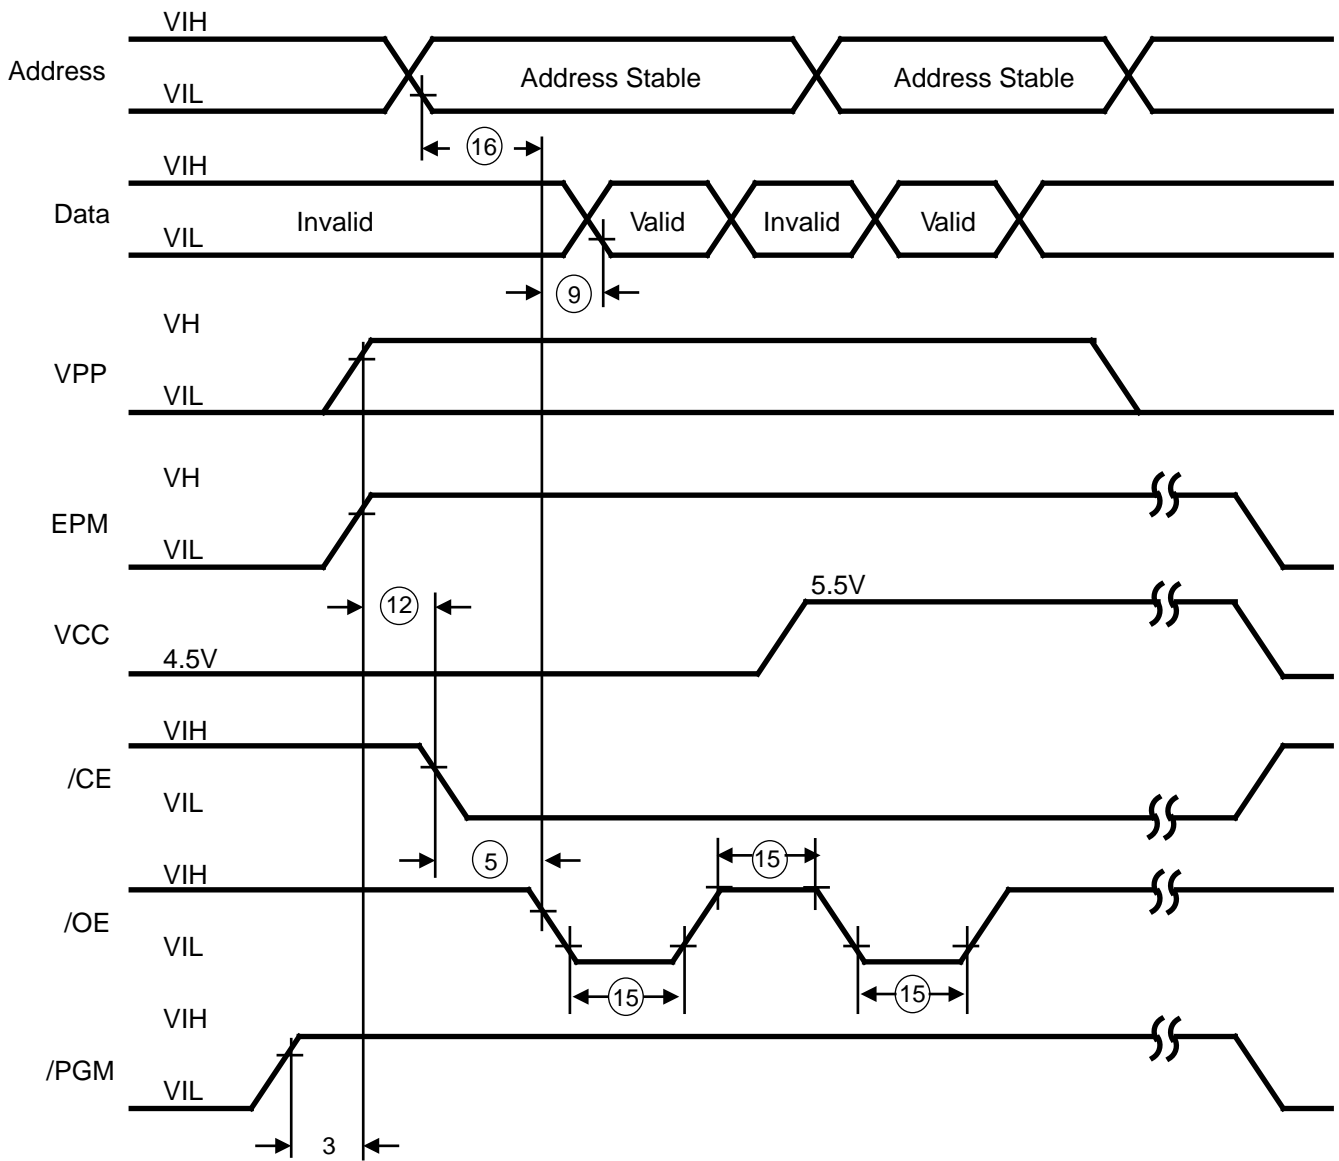 VIH
Address
Address Stable
Address Stable
VIL
16
VIH
Data
Invalid
Valid
Invalid
Valid
VIL
9
VH
VPP
VIL
VH
EPM
VIL
12
5.5V
VCC
4.5V
VIH
/CE
VIL
5
15
VIH
/OE
VIL
15
15
VIH
/PGM
VIL
3